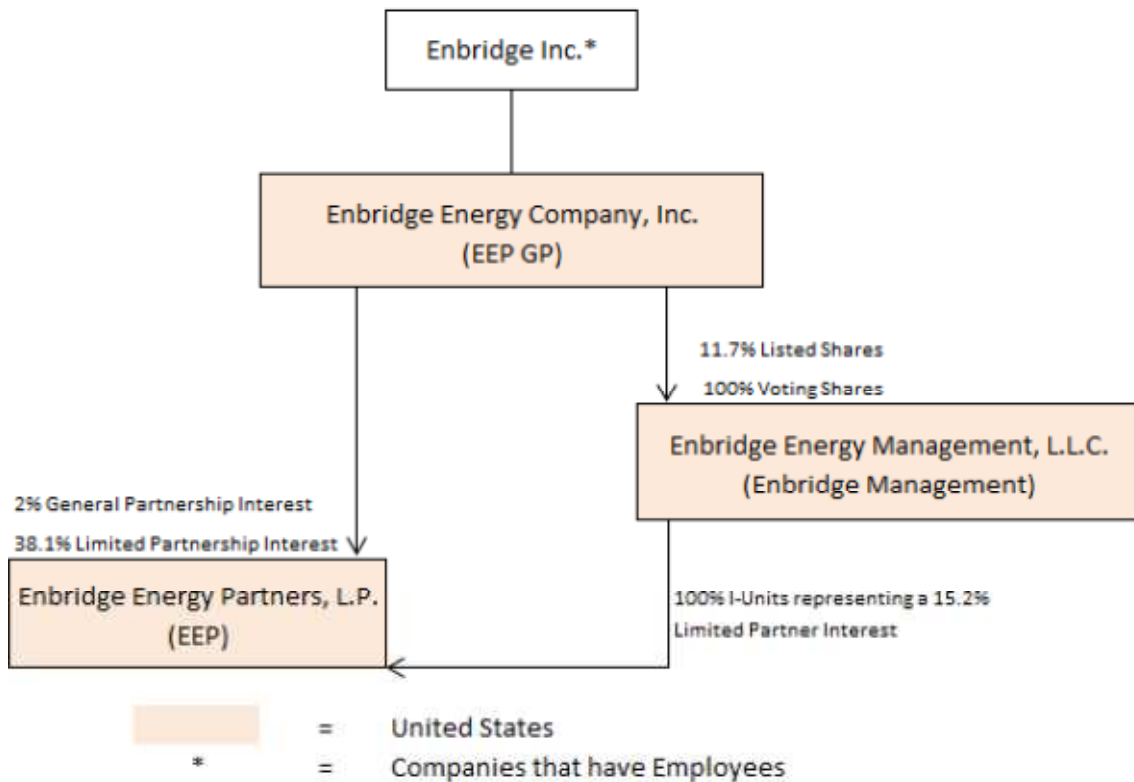 Enbridge Inc.*
Enbridge Energy Company, Inc.
(EEP GP)
11.7% Listed Shares
100% Voting Shares
Enbridge Energy Management, L.L.C.
(Enbridge Management)
2% General Partnership Interest
38.1% Limited Partnership Interest
Enbridge Energy Partners, L.P.
(EEP)
100% I-Units representing a 15.2%
Limited Partner Interest
= United States
* = Companies that have Employees